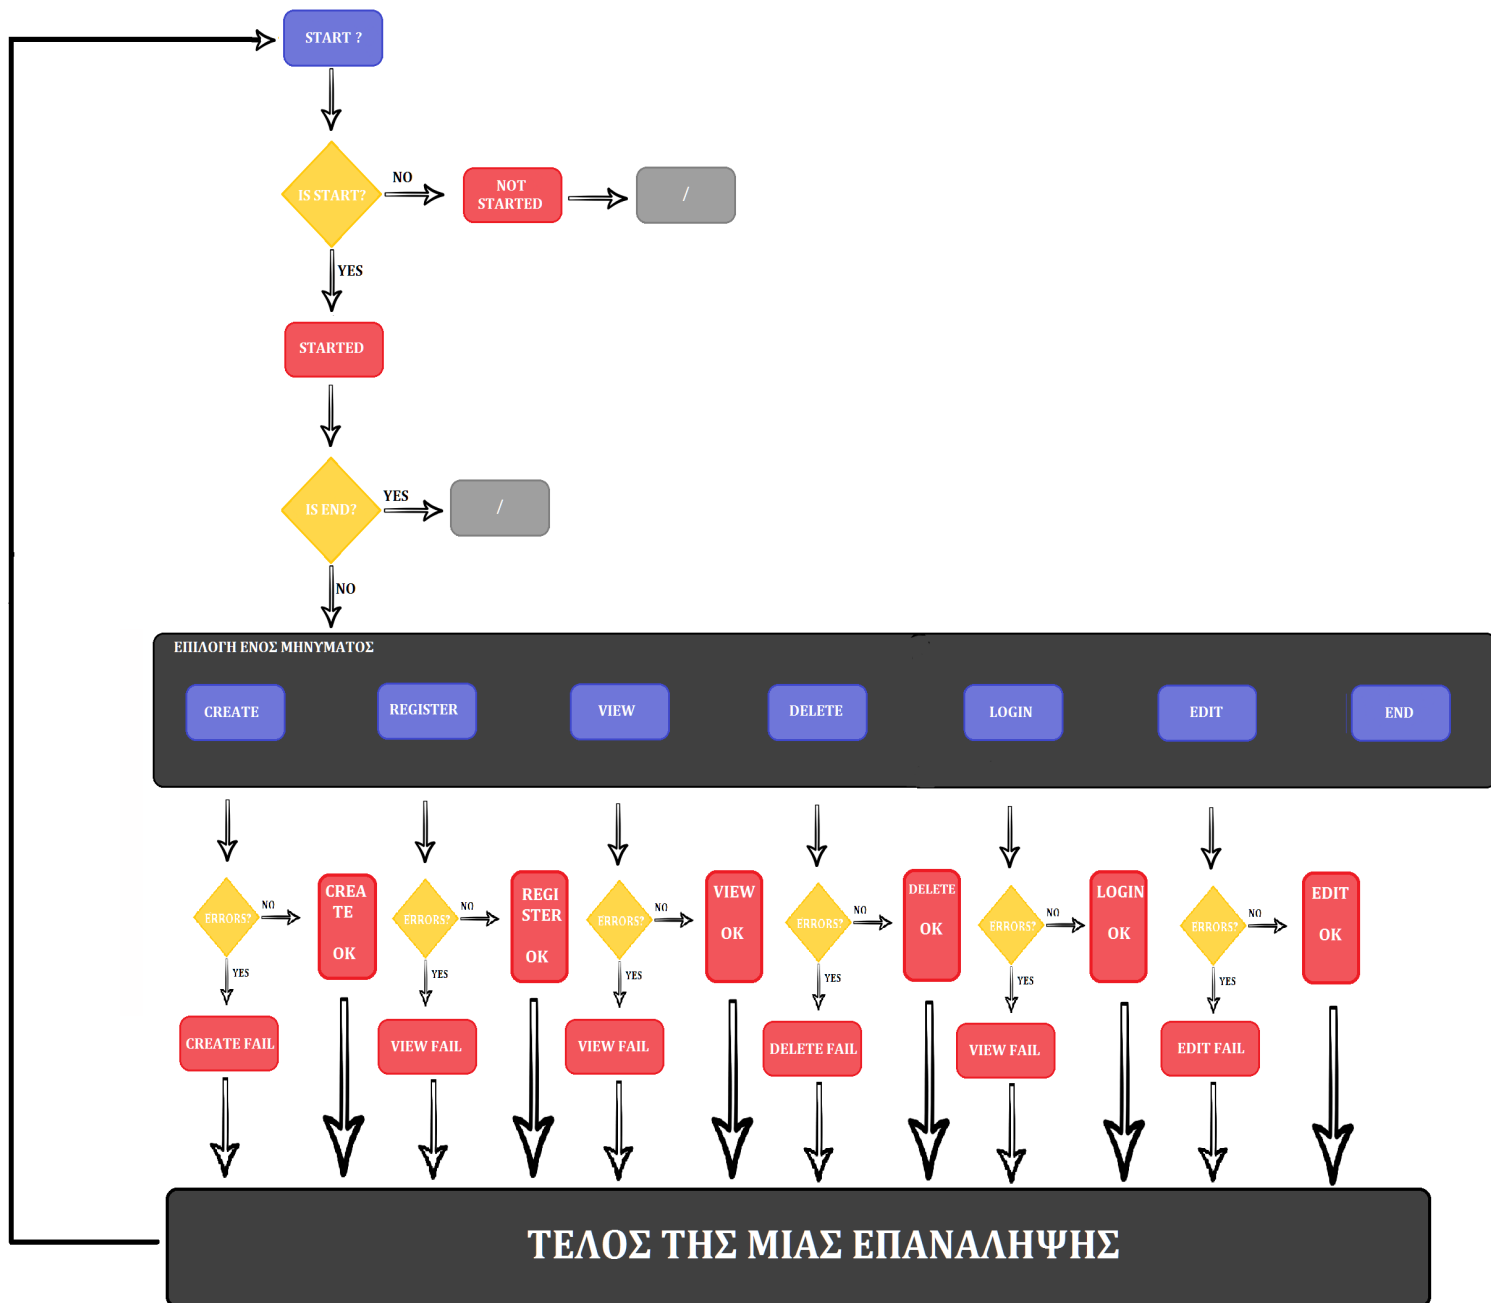 START ?
IS START?
NO
NOT
STARTED
/
YES
STARTED
IS END?
YES
/
NO
ΕΠΙΛΟΓΗ ΕΝΟΣ ΜΗΝΥΜΑΤΟΣ
CREATE
REGISTER
VIEW
DELETE
LOGIN
EDIT
END
ERRORS?
NO
CREA
TE
OK
ERRORS?
NO
REGI
STER
OK
ERRORS?
NO
VIEW
OK
ERRORS?
NO
DELETE
OK
ERRORS?
NO
LOGIN
OK
ERRORS?
NO
EDIT
OK
YES
YES
YES
YES
YES
YES
CREATE FAIL
VIEW FAIL
VIEW FAIL
DELETE FAIL
VIEW FAIL
EDIT FAIL
ΤΕΛΟΣ ΤΗΣ ΜΙΑΣ ΕΠΑΝΑΛΗΨΗΣ